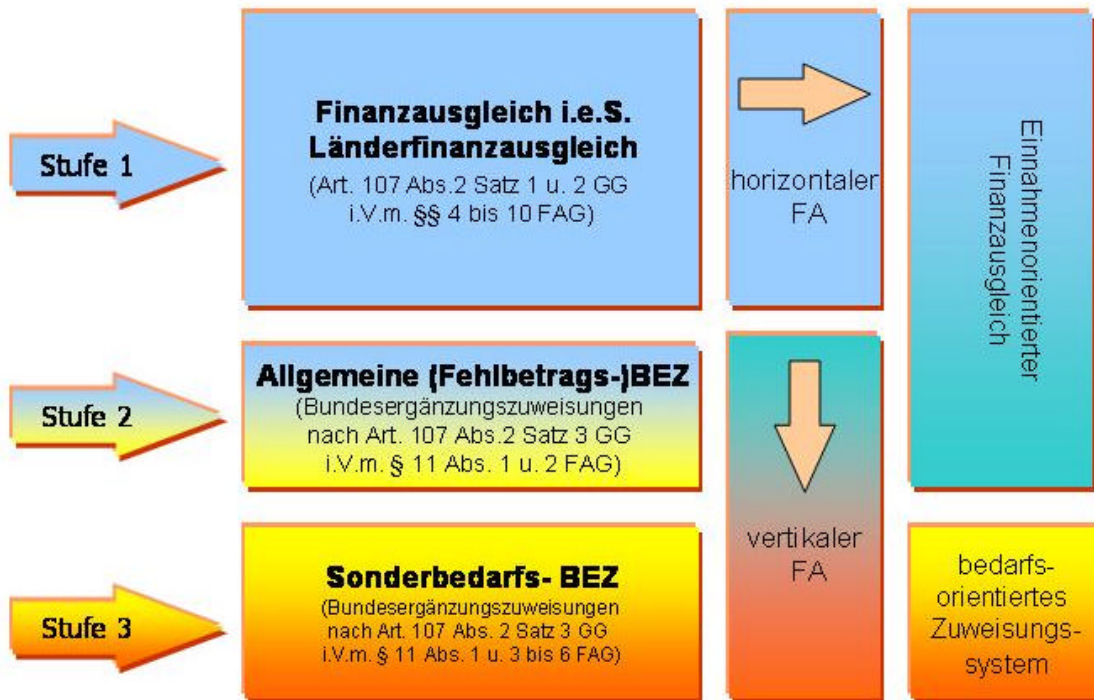 Stufe 1
Finanzausgleich i.e.S.
Länderfinanzausgleich
(Art. 107 Abs.2 Satz 1 u. 2 GG
i.V.m. §§ 4 bis 10 FAG)
horizontaler
FA
Einnahmenorientierter
Finanzausgleich
Stufe 2
Allgemeine (Fehlbetrags-)BEZ
(Bundesergänzungszuweisungen
nach Art. 107 Abs.2 Satz 3 GG
i.V.m. § 11 Abs. 1 u. 2 FAG)
vertikaler
FA
Stufe 3
Sonderbedarfs- BEZ
(Bundesergänzungszuweisungen
nach Art. 107 Abs. 2 Satz 3 GG
i.V.m. § 11 Abs. 1 u. 3 bis 6 FAG)
bedarfs-
orientiertes
Zuweisungs-
system